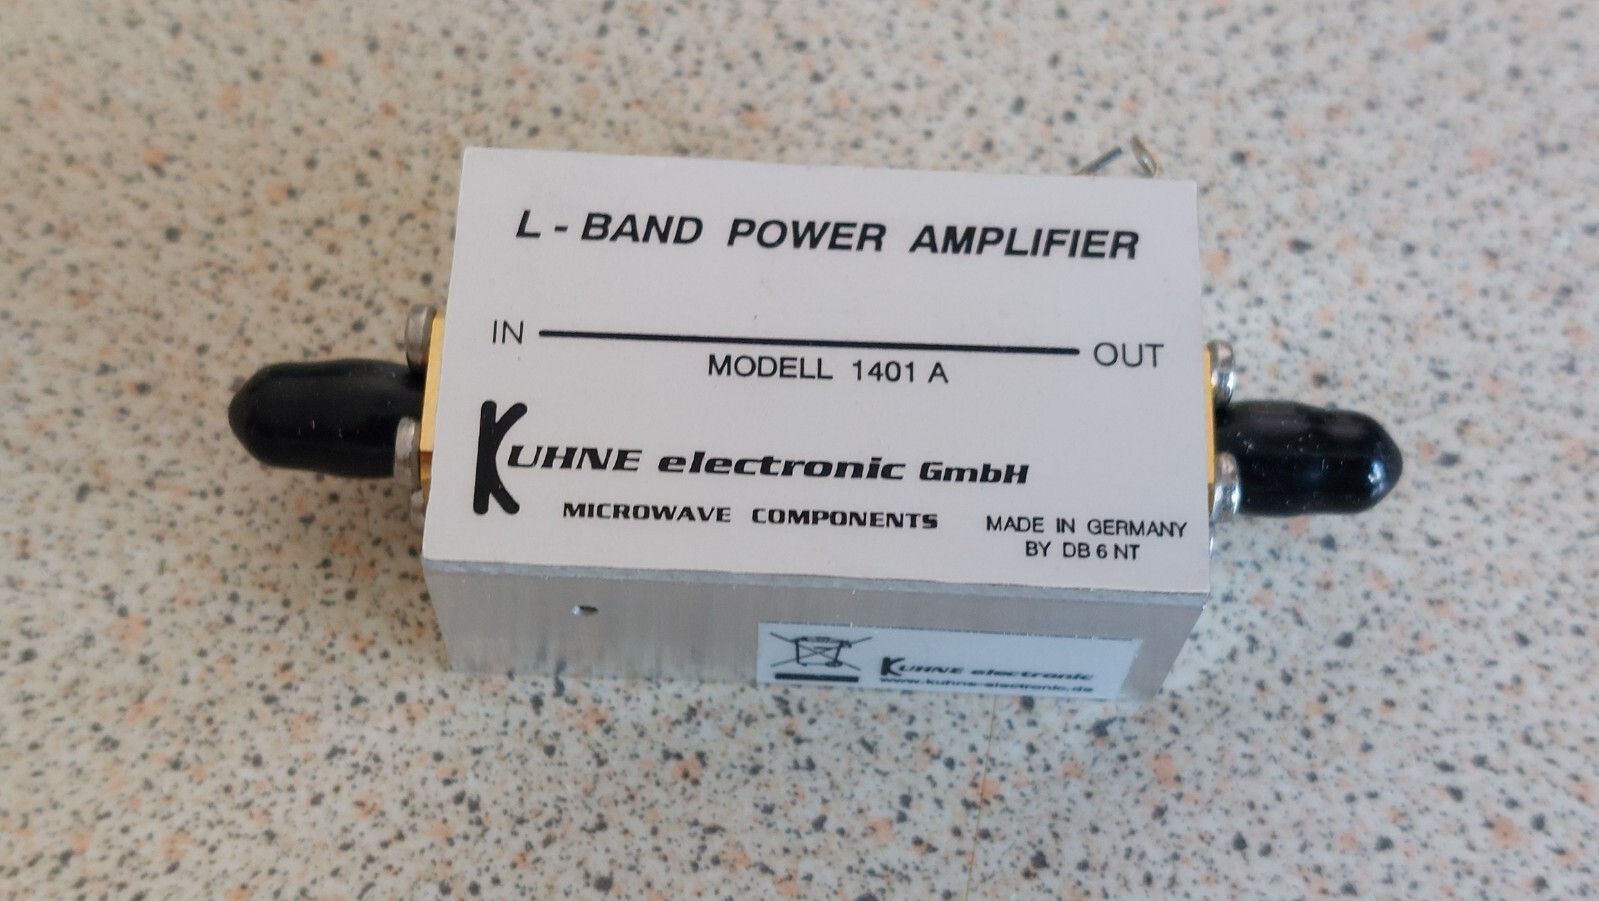 L - BAND POWER AMPLIFIER
IN OUT
MODELL 1401 A
KUHNE electronic GmbH
MICROWAVE COMPONENTS
MADE IN GERMANY
BY DB 6 NT
KUHNE electronic
www.kuhne-electronic.de